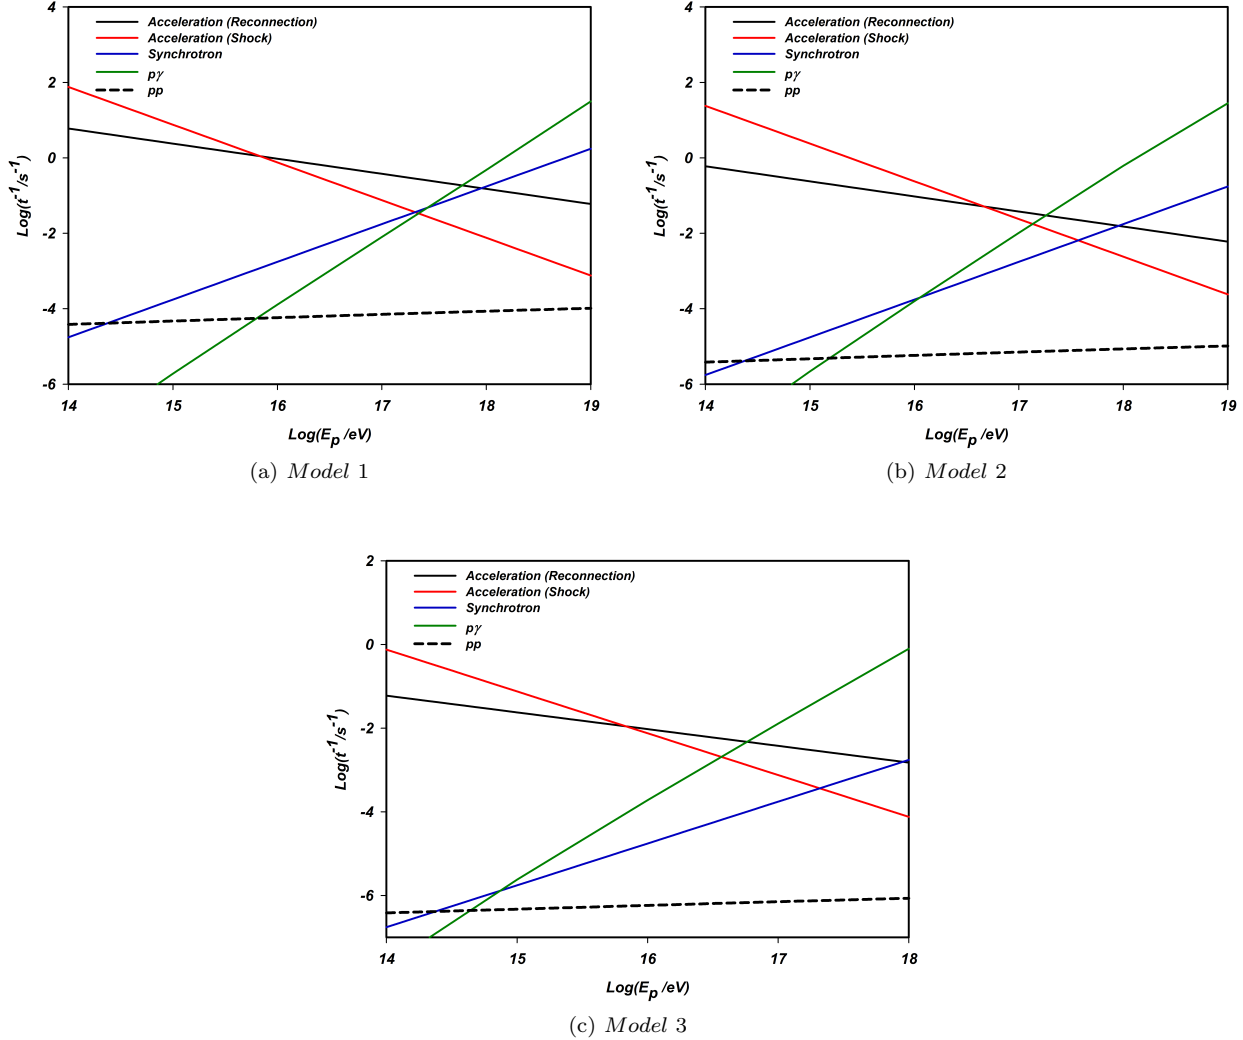 4
2
0
-2
-4
-6
Log(t^-1/s^-1)
Acceleration (Reconnection)
Acceleration (Shock)
Synchrotron
pγ
pp
14 15 16 17 18 19
Log(E_p /eV)
(a) Model 1
4
2
0
-2
-4
-6
Log(t^-1/s^-1)
Acceleration (Reconnection)
Acceleration (Shock)
Synchrotron
pγ
pp
14 15 16 17 18 19
Log(E_p /eV)
(b) Model 2
2
0
-2
-4
-6
Log(t^-1/s^-1)
Acceleration (Reconnection)
Acceleration (Shock)
Synchrotron
pγ
pp
14 15 16 17 18
Log(E_p /eV)
(c) Model 3